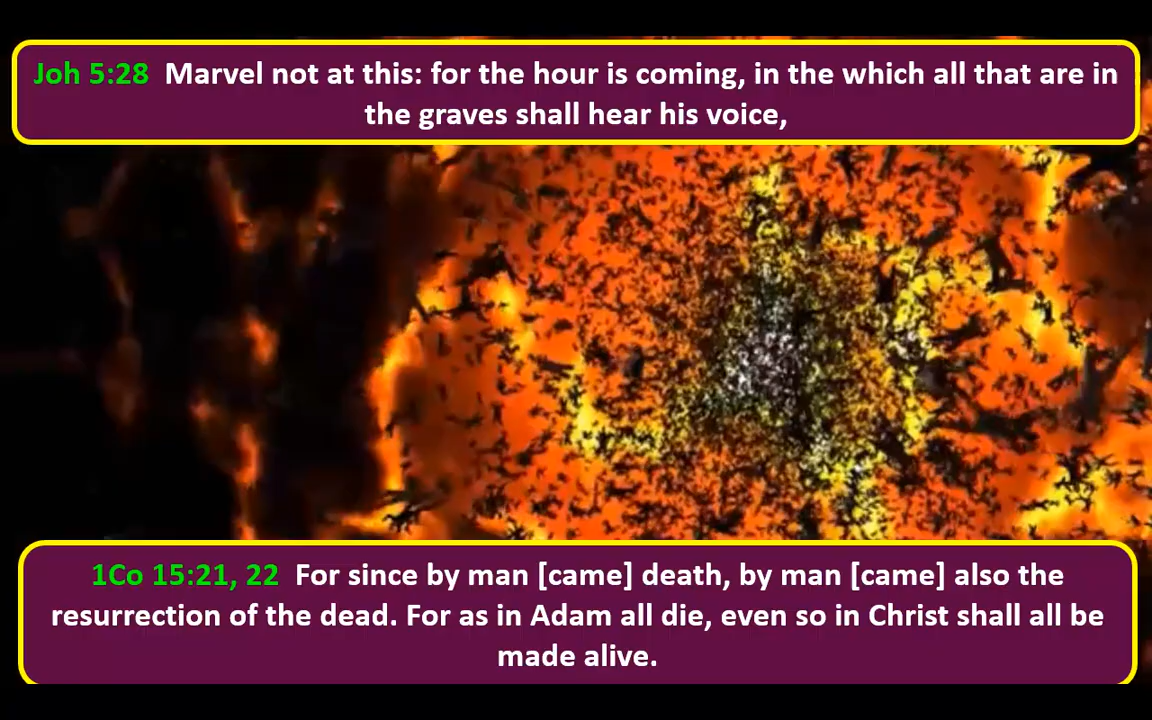 Joh 5:28 Marvel not at this: for the hour is coming, in the which all that are in
the graves shall hear his voice,
1Co 15:21, 22 For since by man [came] death, by man [came] also the
resurrection of the dead. For as in Adam all die, even so in Christ shall all be
made alive.